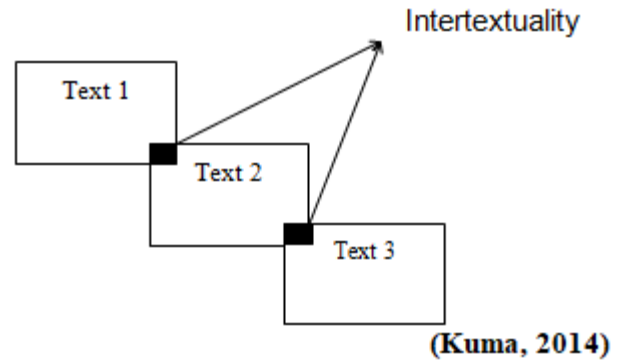 Intertextuality
Text 1
Text 2
Text 3
(Kuma, 2014)